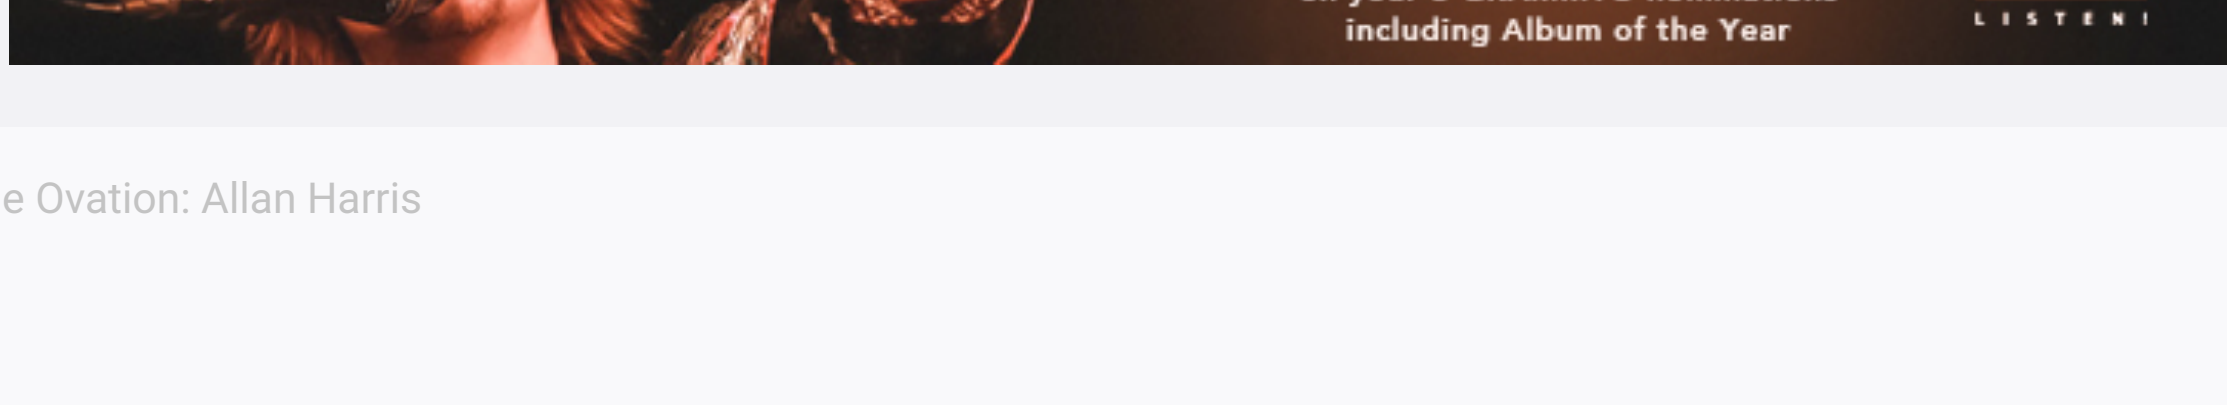 including Album of the Year
LISTEN!
e Ovation: Allan Harris